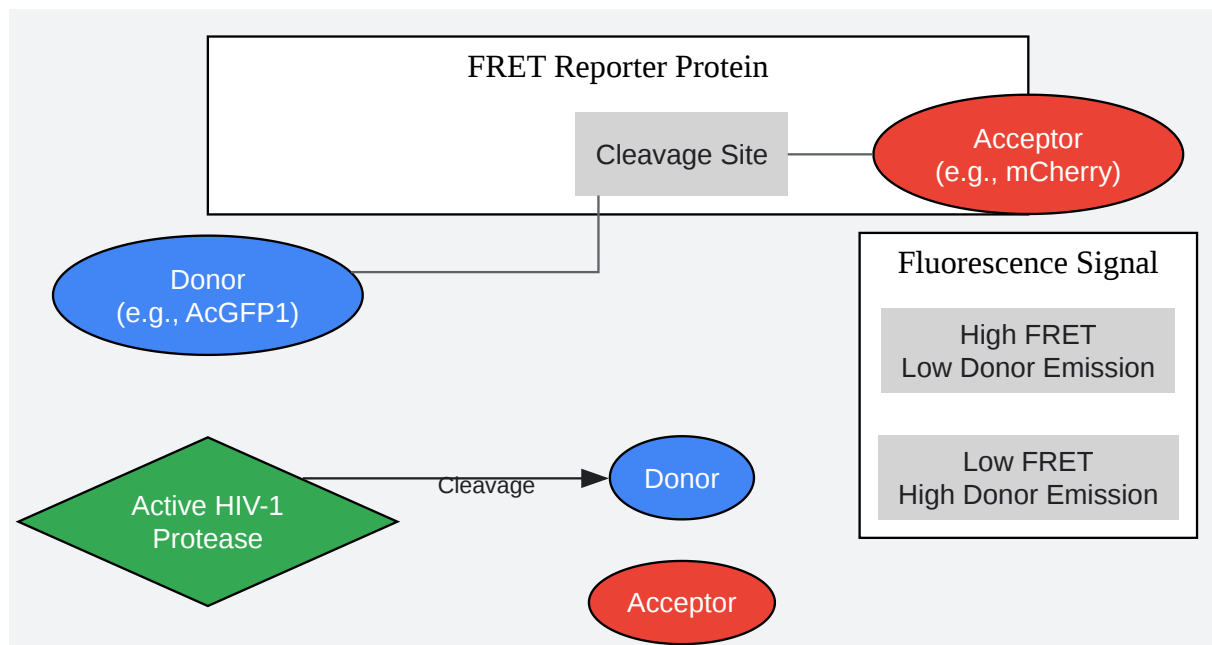 FRET Reporter Protein
Cleavage Site
Acceptor
(e.g., mCherry)
Donor
(e.g., AcGFP1)
Fluorescence Signal
High FRET
Low Donor Emission
Low FRET
High Donor Emission
Active HIV-1
Protease
Cleavage
Donor
Acceptor